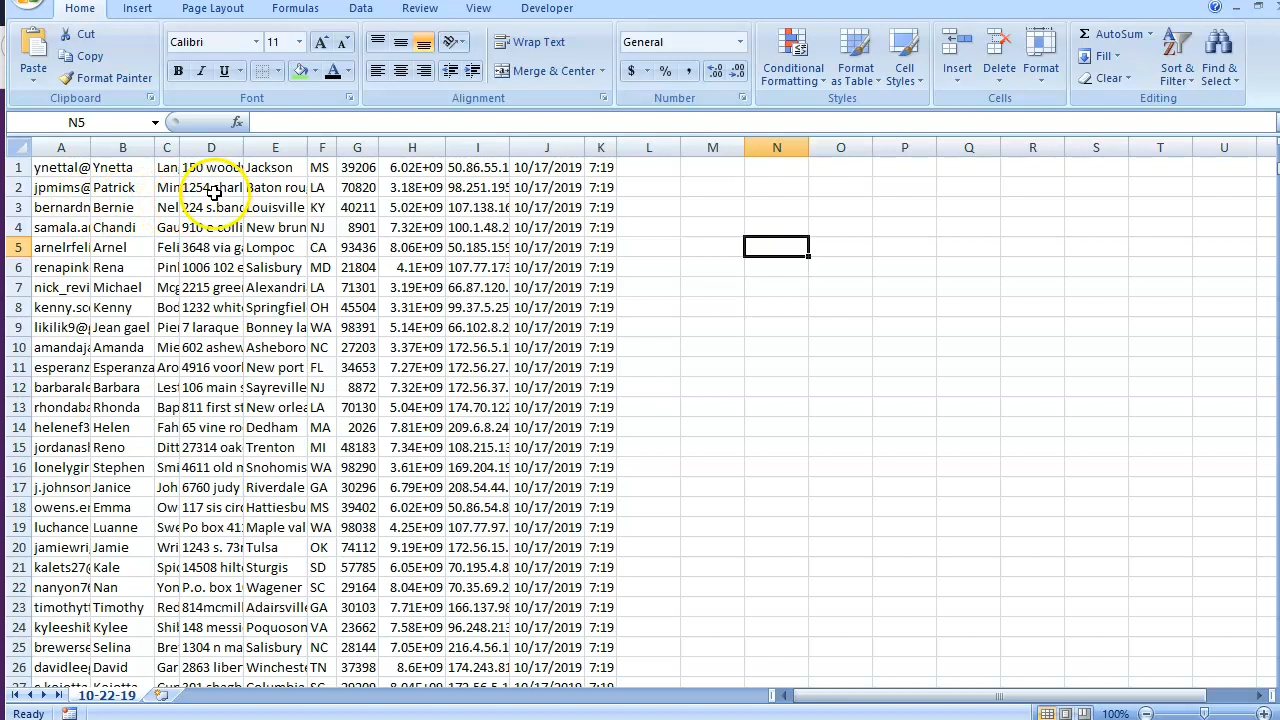 Home Insert Page Layout Formulas Data Review View Developer
Paste Cut Copy Format Painter Clipboard
Calibri 11 B I U Font
Wrap Text Merge & Center Alignment
General $ % , Number
Conditional Formatting Format as Table Cell Styles Styles
Insert Delete Format Cells
AutoSum Fill Clear Sort & Filter Find & Select Editing
N5 fx
A B C D E F G H I J K L M N O P Q R S T U
1 ynettal@ Ynetta Lan 150 wood Jackson MS 39206 6.02E+09 50.86.55.1 10/17/2019 7:19
2 jpmims@ Patrick Min 1254 charl Baton rou LA 70820 3.18E+09 98.251.195 10/17/2019 7:19
3 bernardn Bernie Nel 224 s.banc Louisville KY 40211 5.02E+09 107.138.16 10/17/2019 7:19
4 samala.ar Chandi Gau 910 e colli New brun NJ 8901 7.32E+09 100.1.48.2 10/17/2019 7:19
5 arnelrfeli Arnel Feli 3648 via ga Lompoc CA 93436 8.06E+09 50.185.159 10/17/2019 7:19
6 renapink Rena Pinl 1006 102 e Salisbury MD 21804 4.1E+09 107.77.173 10/17/2019 7:19
7 nick_revi Michael Mcg 2215 gree Alexandri LA 71301 3.19E+09 66.87.120. 10/17/2019 7:19
8 kenny.sc Kenny Bod 1232 white Springfiel OH 45504 3.31E+09 99.37.5.25 10/17/2019 7:19
9 likilik9@g Jean gael Pier 7 laraque Bonney la WA 98391 5.14E+09 66.102.8.2 10/17/2019 7:19
10 amandaja Amanda Mie 602 ashew Asheboro NC 27203 3.37E+09 172.56.5.1 10/17/2019 7:19
11 esperanz Esperanza Aro 4916 voorl New port FL 34653 7.27E+09 172.56.27. 10/17/2019 7:19
12 barbarale Barbara Lest 106 main s Sayreville NJ 8872 7.32E+09 172.56.37. 10/17/2019 7:19
13 rhondaba Rhonda Bap 811 first st New orlea LA 70130 5.04E+09 174.70.122 10/17/2019 7:19
14 helenef3 Helen Fah 65 vine ro Dedham MA 2026 7.81E+09 209.6.8.24 10/17/2019 7:19
15 jordanash Reno Ditt 27314 oak Trenton MI 48183 7.34E+09 108.215.13 10/17/2019 7:19
16 lonelygir Stephen Smi 4611 old n Snohomis WA 98290 3.61E+09 169.204.19 10/17/2019 7:19
17 j.johnson Janice Joh 6760 judy Riverdale GA 30296 6.79E+09 208.54.44. 10/17/2019 7:19
18 owens.er Emma Ow 117 sis circ Hattiesbu MS 39402 6.02E+09 50.86.54.8 10/17/2019 7:19
19 luchance Luanne Swe Po box 411 Maple val WA 98038 4.25E+09 107.77.97. 10/17/2019 7:19
20 jamiewri Jamie Wri 1243 s. 73r Tulsa OK 74112 9.19E+09 172.56.15. 10/17/2019 7:19
21 kalets27@ Kale Spic 14508 hilt Sturgis SD 57785 6.05E+09 70.195.4.8 10/17/2019 7:19
22 nanyon76 Nan Yon P.o. box 1 Wagener SC 29164 8.04E+09 70.35.69.2 10/17/2019 7:19
23 timothyt Timothy Red 814mcmill Adairsville GA 30103 7.71E+09 166.137.98 10/17/2019 7:19
24 kyleeshib Kylee Shil 148 messi Poquoson VA 23662 7.58E+09 96.248.213 10/17/2019 7:19
25 brewerse Selina Bre 1304 n ma Salisbury NC 28144 7.05E+09 216.4.56.1 10/17/2019 7:19
26 davidlee David Gar 2863 liber Wincheste TN 37398 8.6E+09 174.243.81 10/17/2019 7:19
10-22-19
Ready 100%